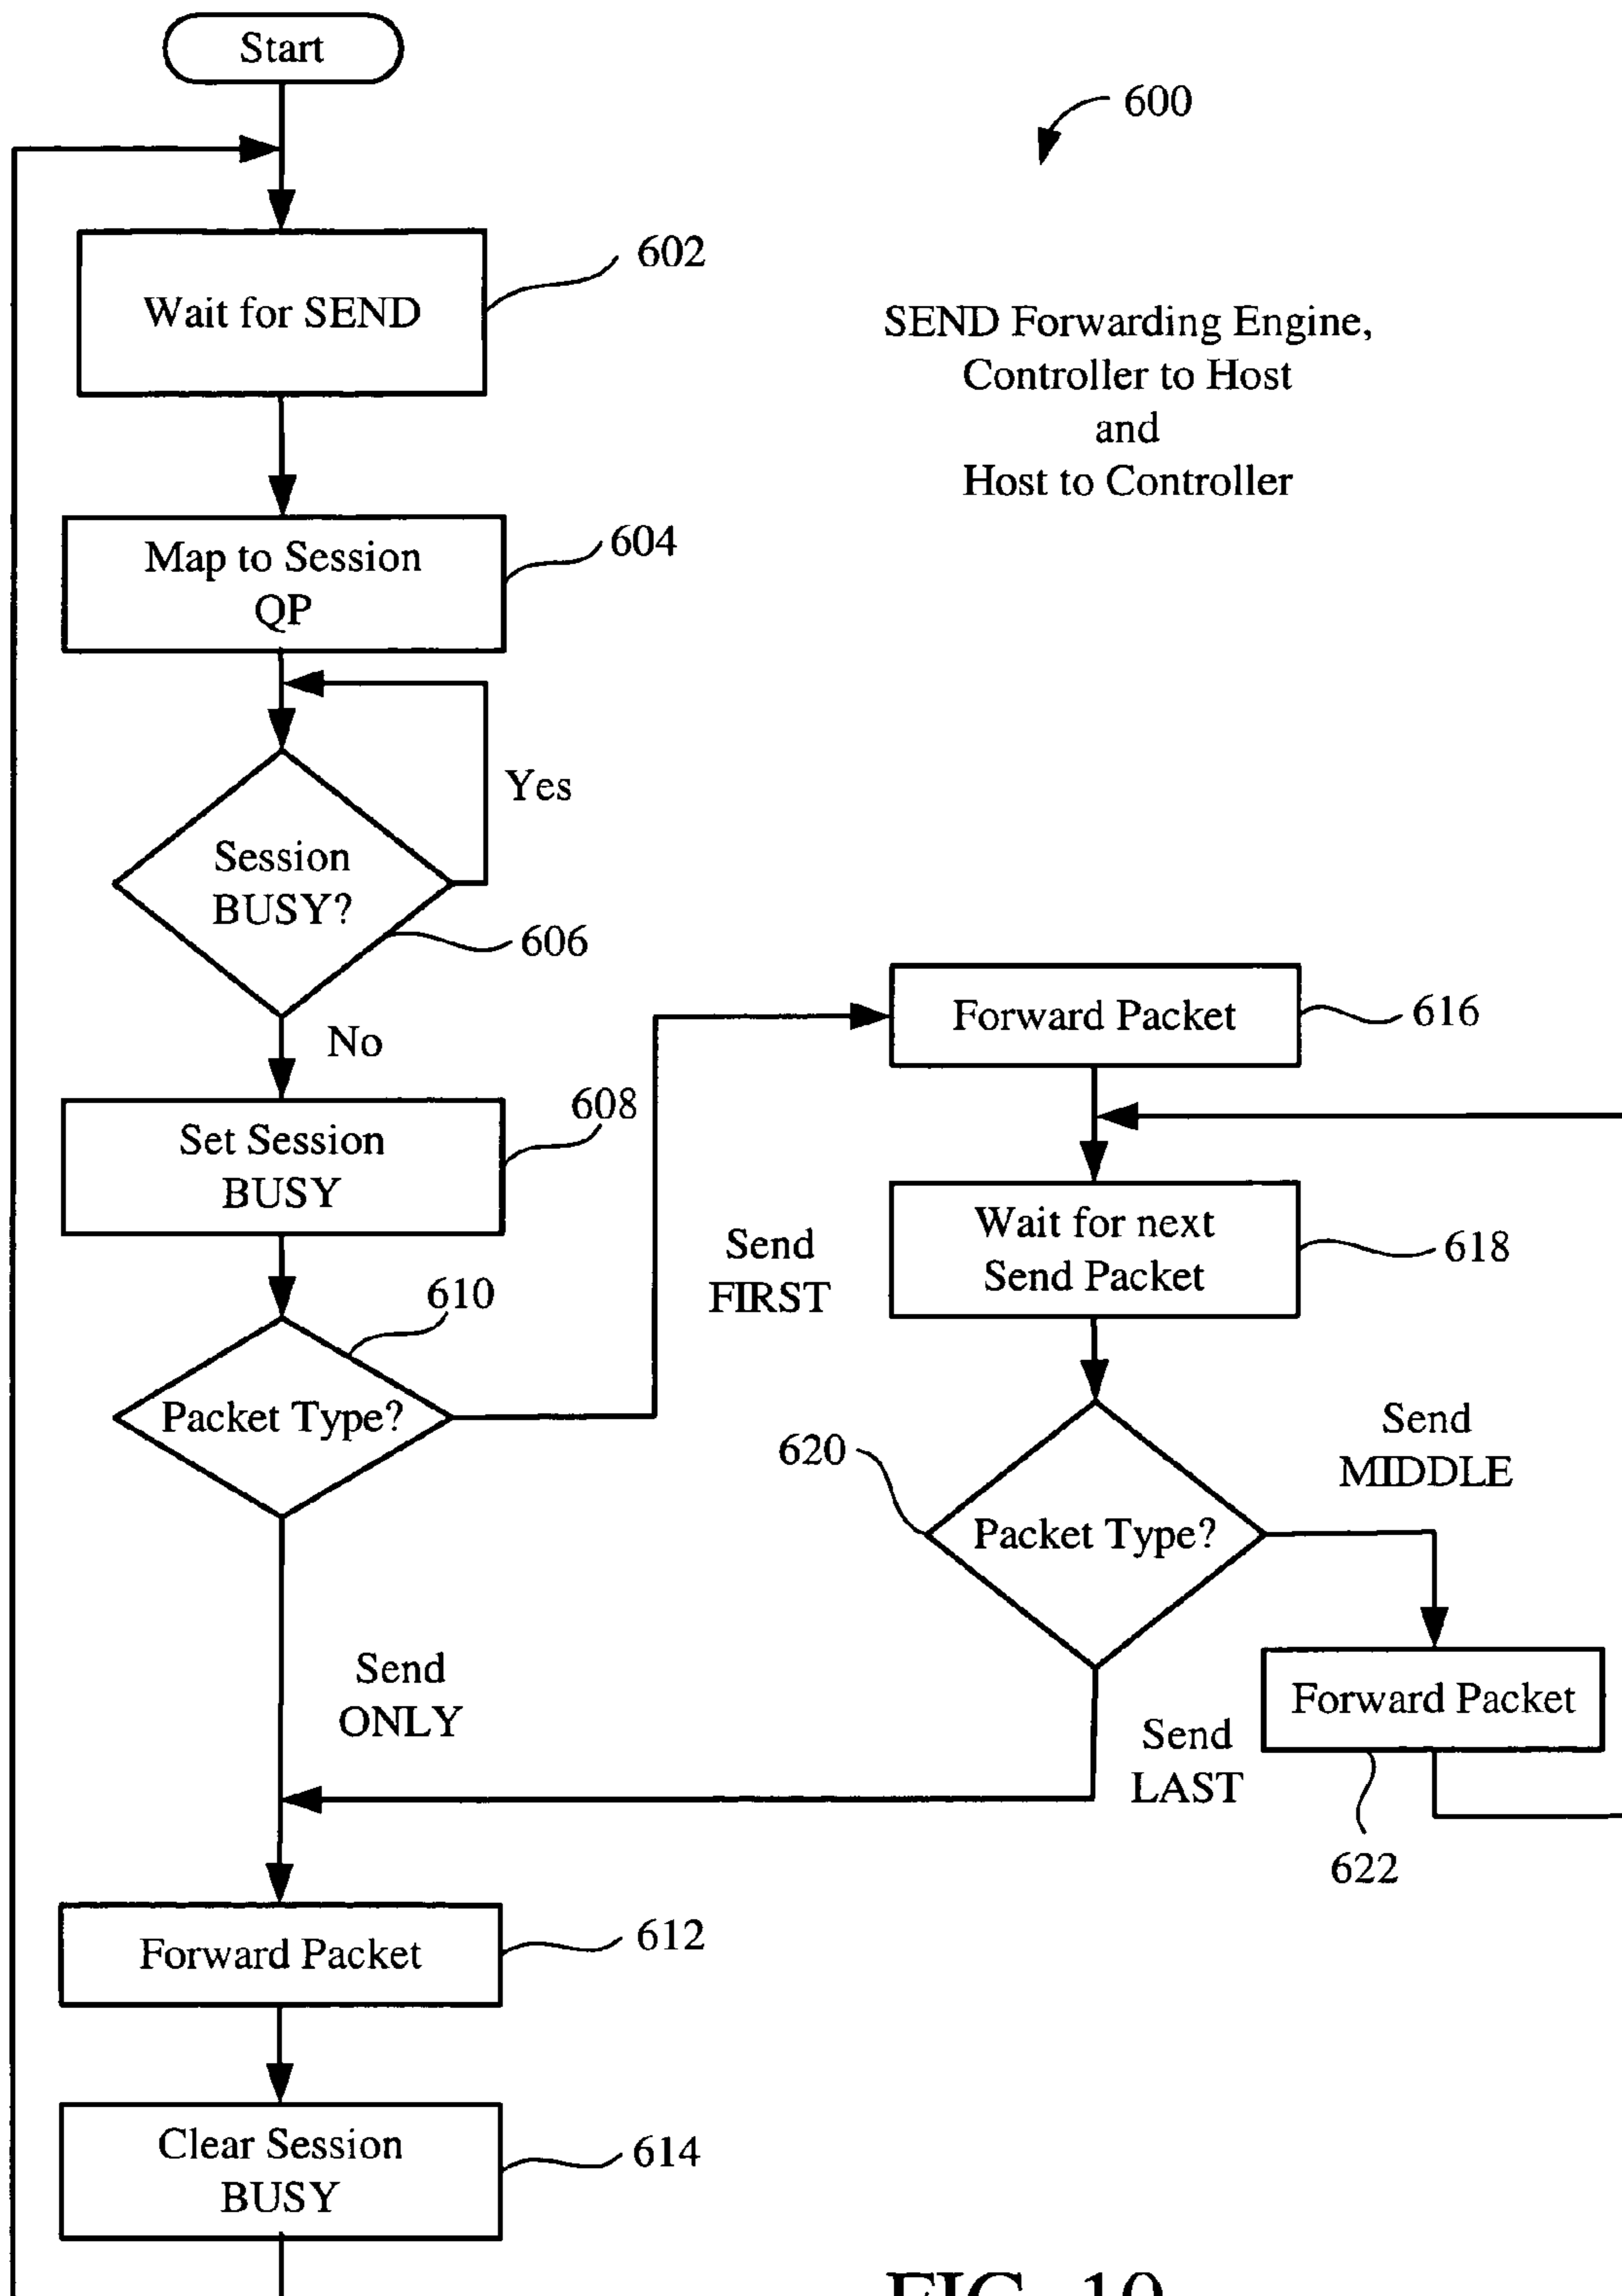 Start
600
Wait for SEND
602
SEND Forwarding Engine,
Controller to Host
and
Host to Controller
Map to Session
QP
604
Yes
Session
BUSY?
606
No
Set Session
BUSY
608
610
Packet Type?
Send
FIRST
Forward Packet
616
Wait for next
Send Packet
618
620
Packet Type?
Send
MIDDLE
Forward Packet
622
Send
LAST
Send
ONLY
Forward Packet
612
Clear Session
BUSY
614
FIG. 10